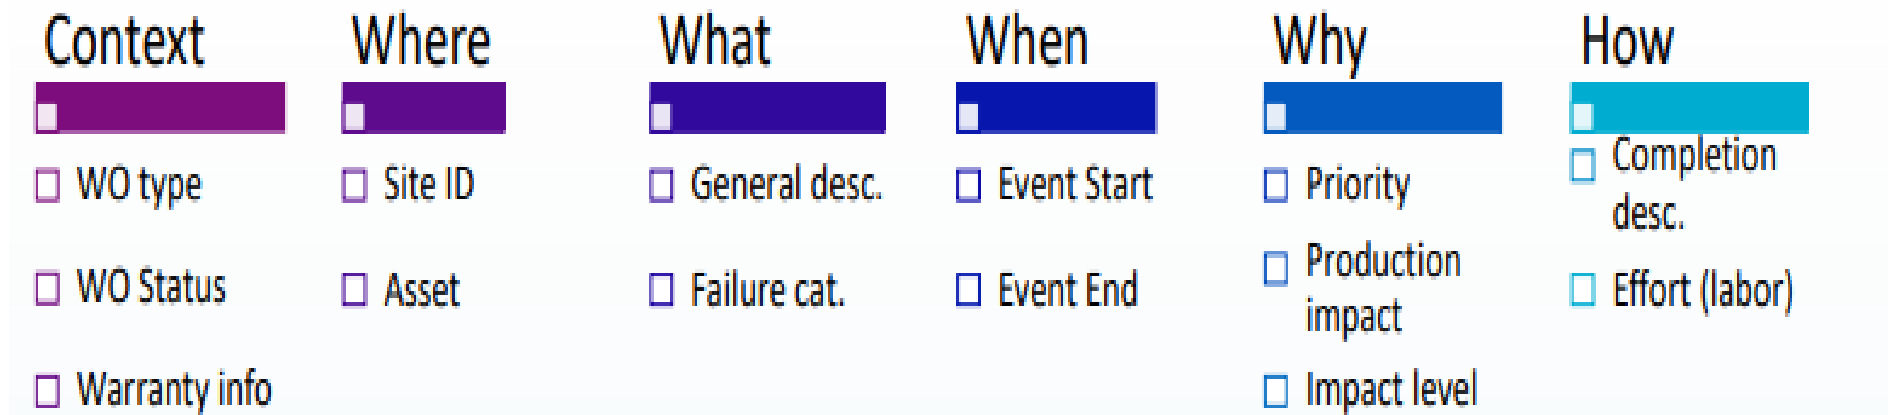 Context
WO type
WO Status
Warranty info
Where
Site ID
Asset
What
General desc.
Failure cat.
When
Event Start
Event End
Why
Priority
Production
impact
Impact level
How
Completion
desc.
Effort (labor)